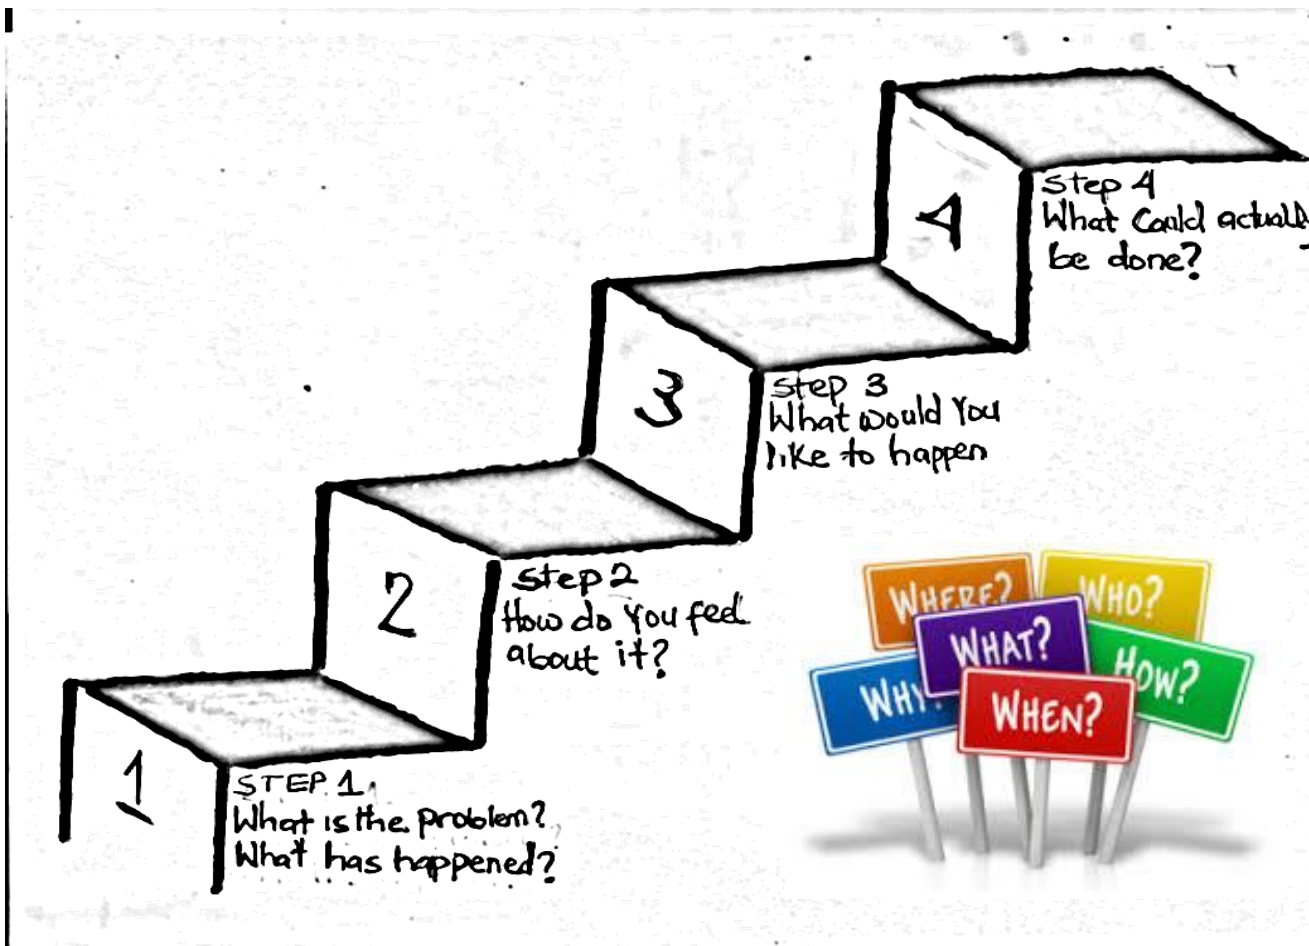 4
Step 4
What could actually
be done?
3
Step 3
What would You
like to happen
2
Step 2
How do you feel
about it?
1
STEP 1.
What is the problem?
What has happened?
WHERE?
WHO?
WHAT?
HOW?
WHY?
WHEN?